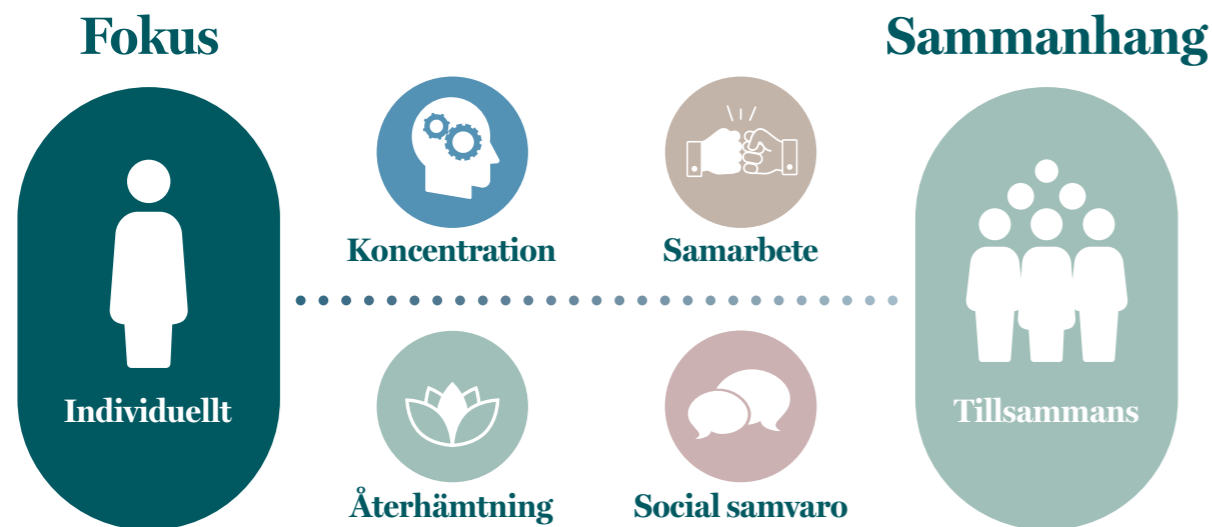 Fokus
Sammanhang
Koncentration
Samarbete
Individuellt
Tillsammans
Återhämtning
Social samvaro